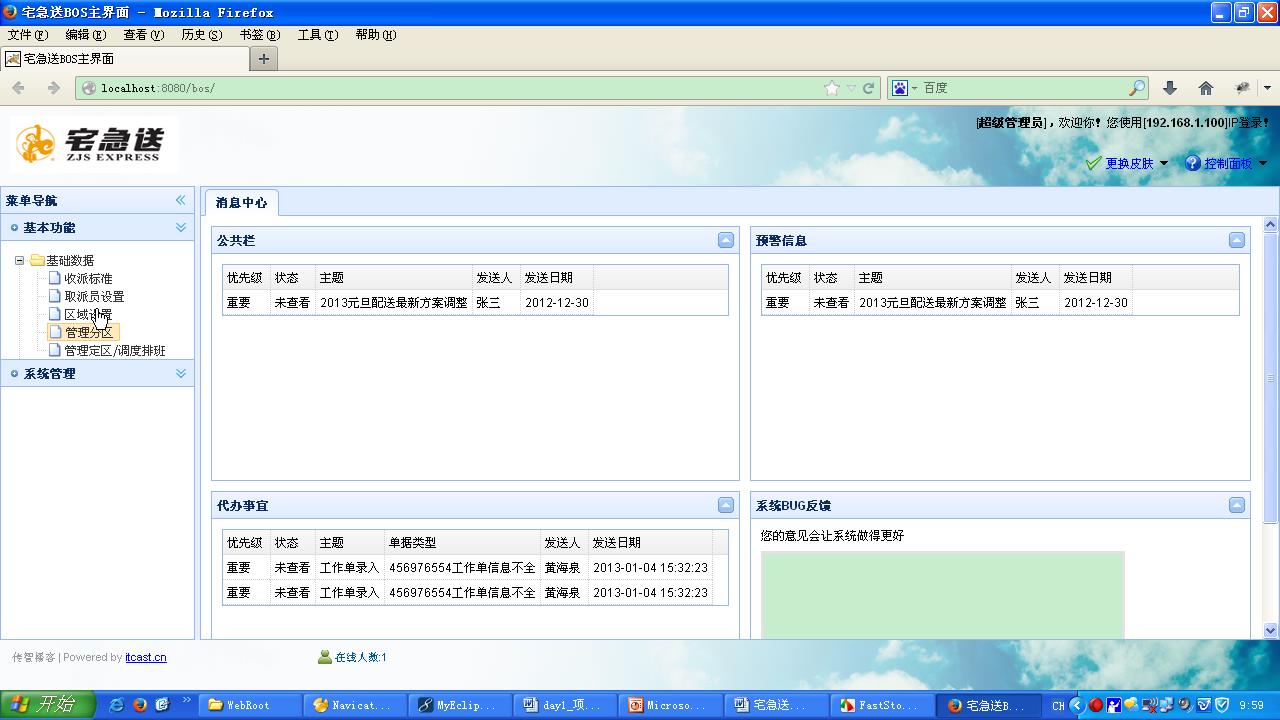 宅急送BOS主界面 - Mozilla Firefox
文件(F) 编辑(E) 查看(V) 历史(S) 书签(B) 工具(T) 帮助(H)
宅急送BOS主界面
localhost:8080/bos/ 百度
宅急送
ZJS EXPRESS
[超级管理员]，欢迎你！您使用[192.168.1.100]IP登录！
更换皮肤 控制面板
菜单导航
基本功能
基础数据
收派标准
取派员设置
区域设置
管理分区
管理定区/调度排班
系统管理
消息中心
公共栏
优先级 状态 主题 发送人 发送日期
重要 未查看 2013元旦配送最新方案调整 张三 2012-12-30
预警信息
优先级 状态 主题 发送人 发送日期
重要 未查看 2013元旦配送最新方案调整 张三 2012-12-30
代办事宜
优先级 状态 主题 单据类型 发送人 发送日期
重要 未查看 工作单录入 456976554工作单信息不全 黄海泉 2013-01-04 15:32:23
重要 未查看 工作单录入 456976554工作单信息不全 黄海泉 2013-01-04 15:32:23
系统BUG反馈
您的意见会让系统做得更好
传智播客 | Powered by itcast.cn
在线人数:1
开始 WebRoot Navicat... MyEclip... day1_项... Microso... 宅急送... FastSto... 宅急送B... CH 9:59